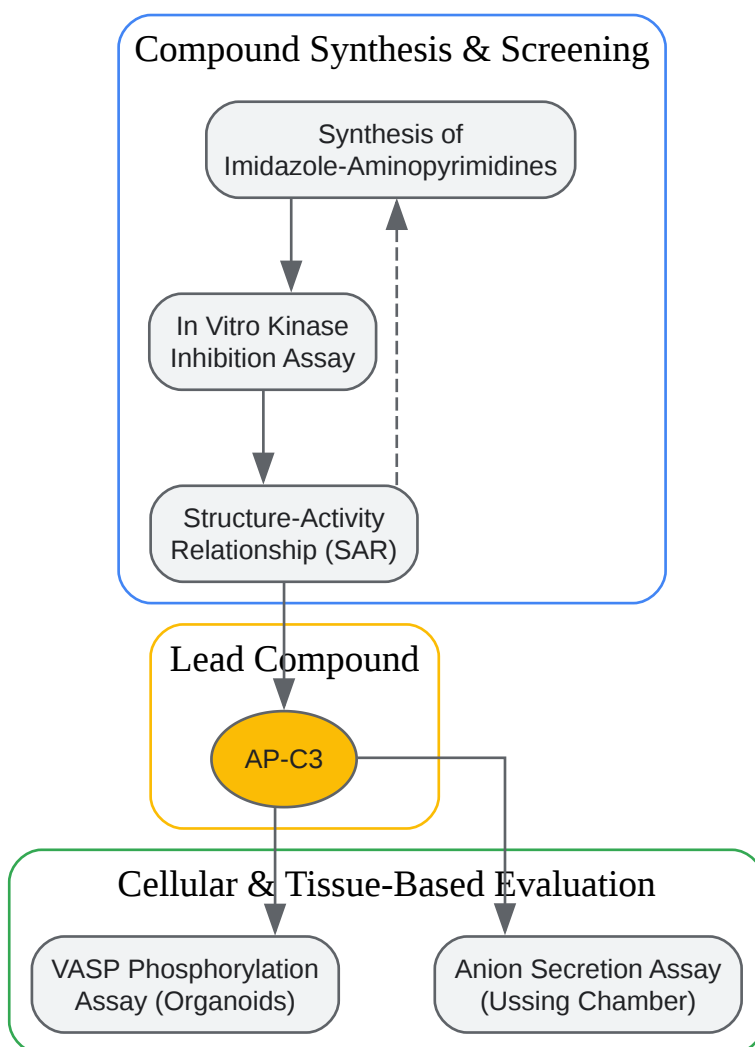 Compound Synthesis & Screening
Synthesis of
Imidazole-Aminopyrimidines
In Vitro Kinase
Inhibition Assay
Structure-Activity
Relationship (SAR)
Lead Compound
AP-C3
Cellular & Tissue-Based Evaluation
VASP Phosphorylation
Assay (Organoids)
Anion Secretion Assay
(Ussing Chamber)